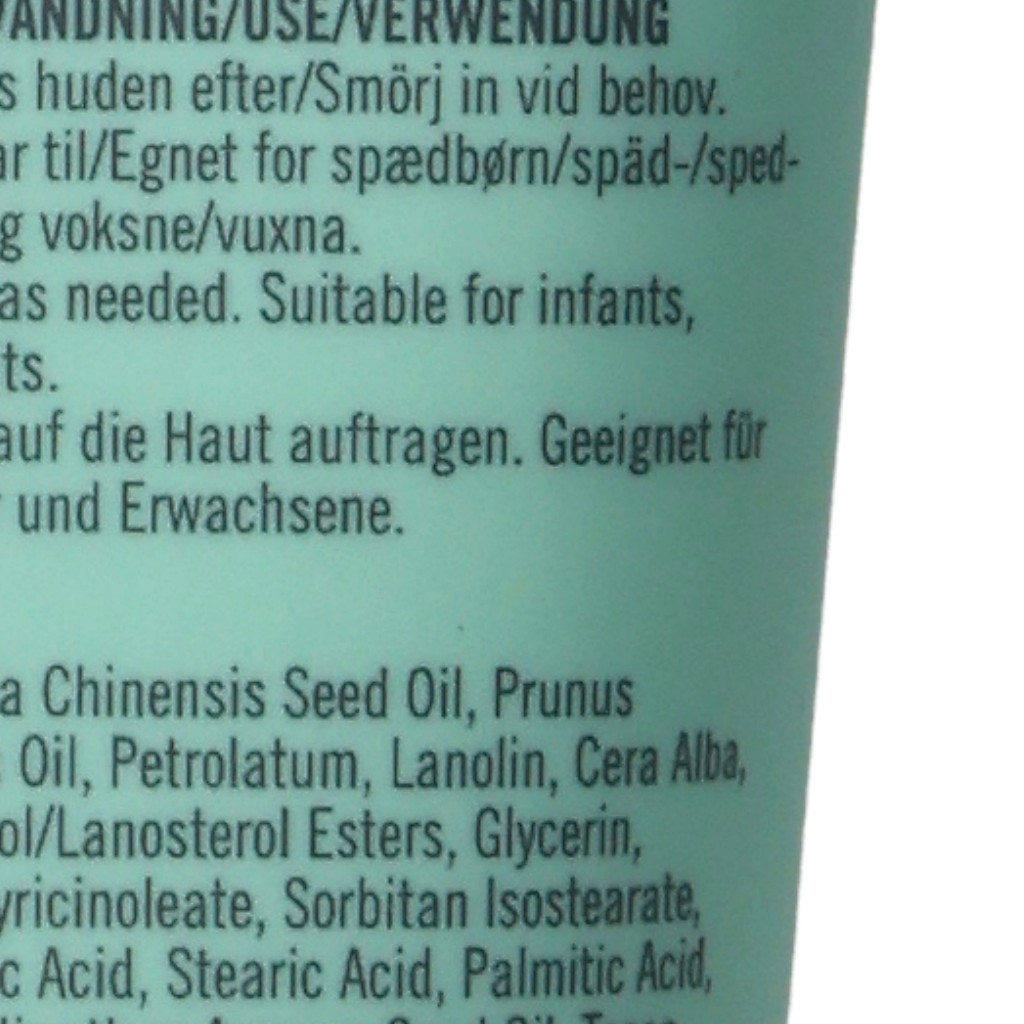 VÄNDNING/USE/VERWENDUNG
s huden efter/Smörj in vid behov.
ar til/Egnet for spædbørn/späd-/sped-
g voksne/vuxna.
as needed. Suitable for infants,
ts.
auf die Haut auftragen. Geeignet für
und Erwachsene.
a Chinensis Seed Oil, Prunus
Oil, Petrolatum, Lanolin, Cera Alba,
ol/Lanosterol Esters, Glycerin,
yricinoleate, Sorbitan Isostearate,
c Acid, Stearic Acid, Palmitic Acid,